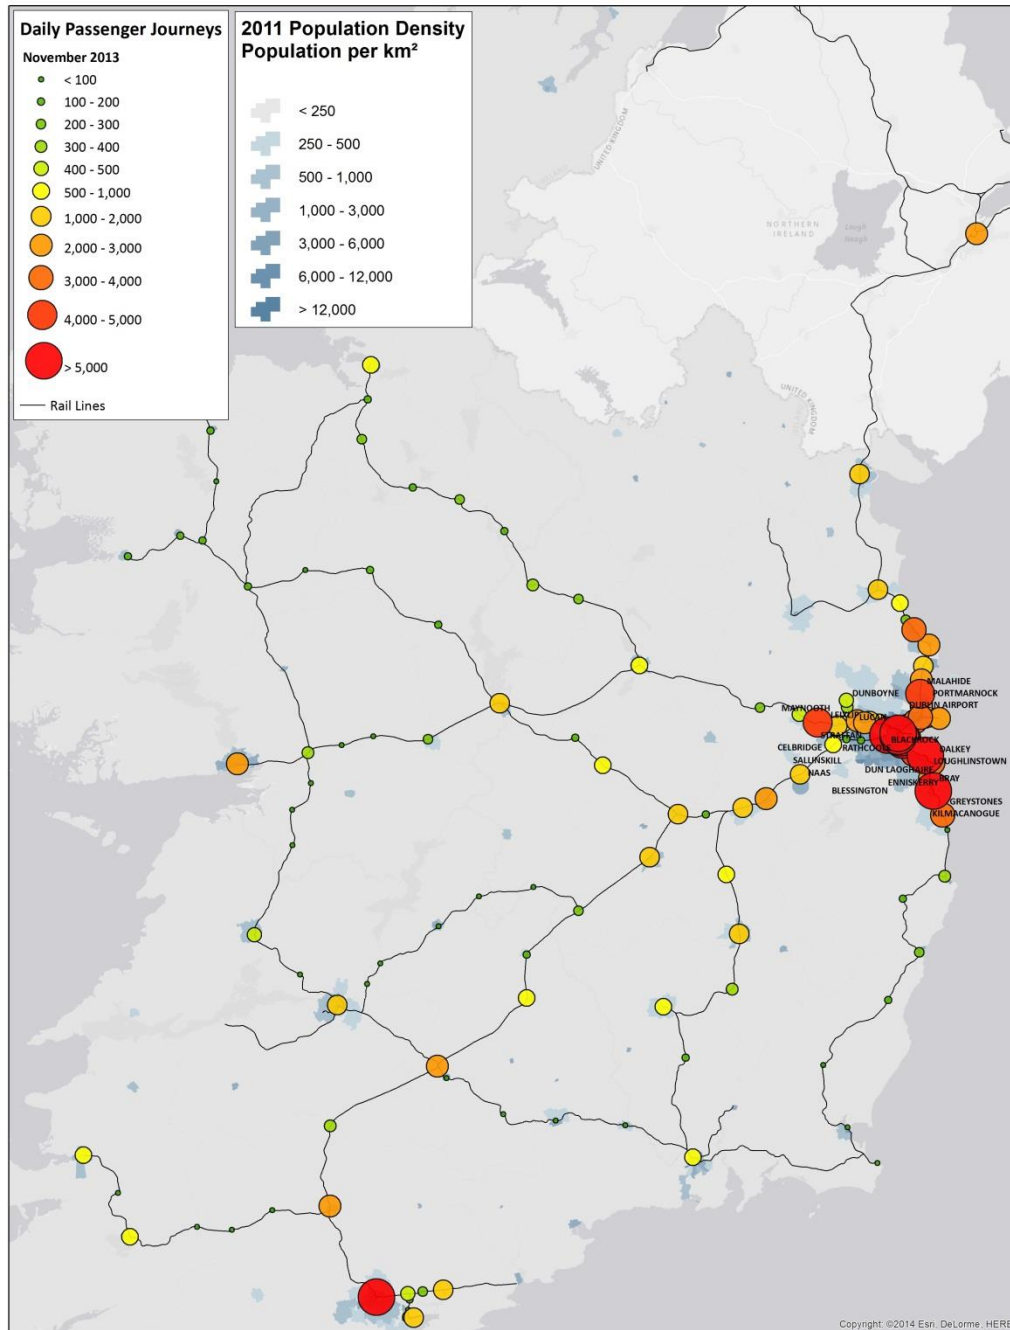 Daily Passenger Journeys
November 2013
< 100
100 - 200
200 - 300
300 - 400
400 - 500
500 - 1,000
1,000 - 2,000
2,000 - 3,000
3,000 - 4,000
4,000 - 5,000
> 5,000
Rail Lines
2011 Population Density
Population per km²
< 250
250 - 500
500 - 1,000
1,000 - 3,000
3,000 - 6,000
6,000 - 12,000
> 12,000
UNITED KINGDOM
NORTHERN
IRELAND
Lough
Neagh
UNITED KINGDOM
MALAHIDE
DUNBOYNE
PORTMARNOCK
MAYNOOTH
DUBLIN AIRPORT
LEIXLIP
LUCAN
STRAFFAN
BLACKROCK
CELBRIDGE
RATHCOOLE
DALKEY
SALLINSKILL
LOUGHLINSTOWN
NAAS
DUN LAOGHAIRE
BLESSINGTON
ENNISKERRY
BRAY
GREYSTONES
KILMACANOGUE
Copyright: ©2014 Esri, DeLorme, HERE